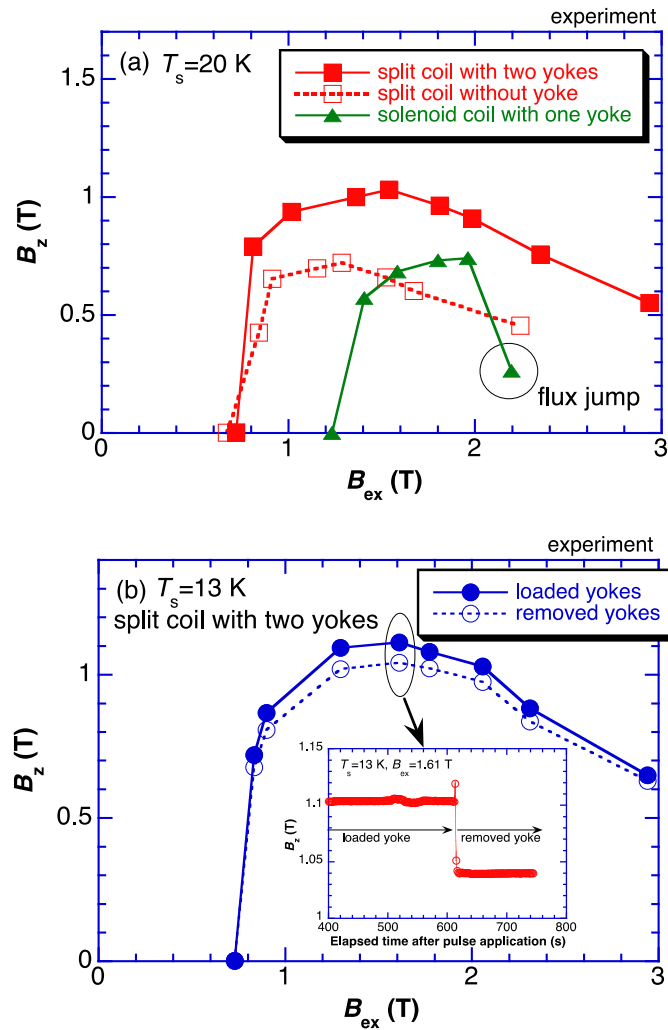 experiment
(a) Ts=20 K
split coil with two yokes
split coil without yoke
solenoid coil with one yoke
1.5
1
0.5
0
Bz (T)
flux jump
0 1 2 3
Bex (T)
experiment
(b) Ts=13 K
split coil with two yokes
loaded yokes
removed yokes
1
0.5
0
Bz (T)
1.15
1.1
1.05
1
Bz (T)
Ts=13 K, Bex=1.61 T
loaded yoke
removed yoke
400 500 600 700 800
Elapsed time after pulse application (s)
0 1 2 3
Bex (T)